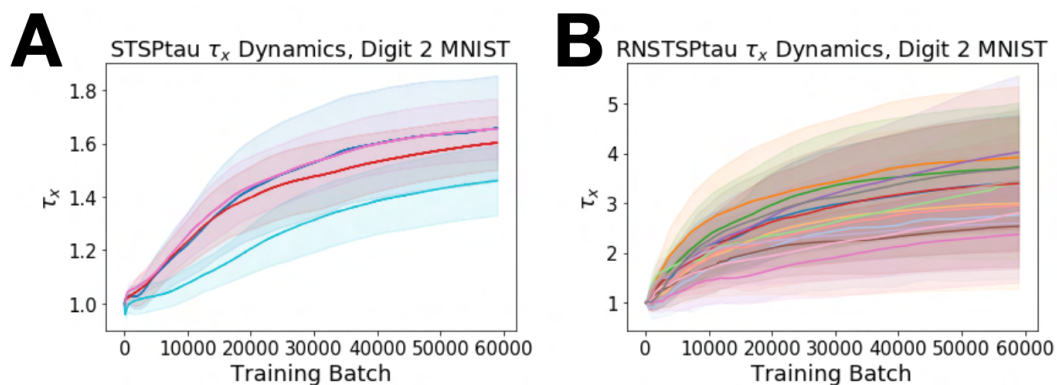 A
STSPtau τx Dynamics, Digit 2 MNIST
1.8
1.6
1.4
1.2
1.0
τx
0 10000 20000 30000 40000 50000 60000
Training Batch
B
RNSTSPtau τx Dynamics, Digit 2 MNIST
5
4
3
2
1
τx
0 10000 20000 30000 40000 50000 60000
Training Batch